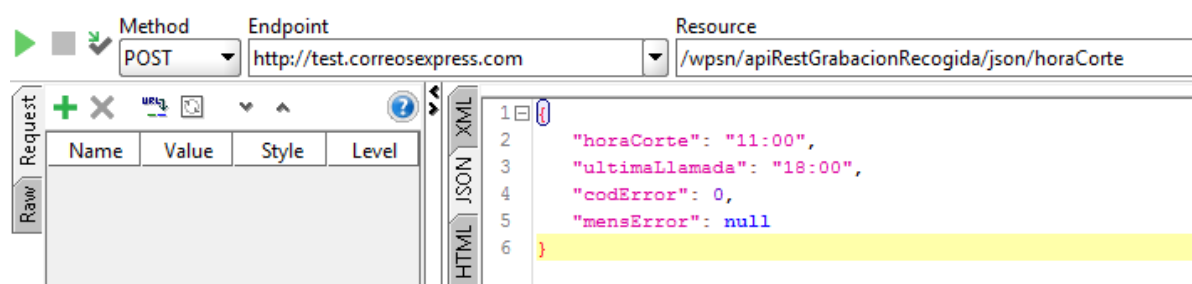 Method Endpoint Resource
POST http://test.correosexpress.com /wpsn/apiRestGrabacionRecogida/json/horaCorte
Request
Raw
Name Value Style Level
XML
JSON
HTML
1 {
2 "horaCorte": "11:00",
3 "ultimaLlamada": "18:00",
4 "codError": 0,
5 "mensError": null
6 }